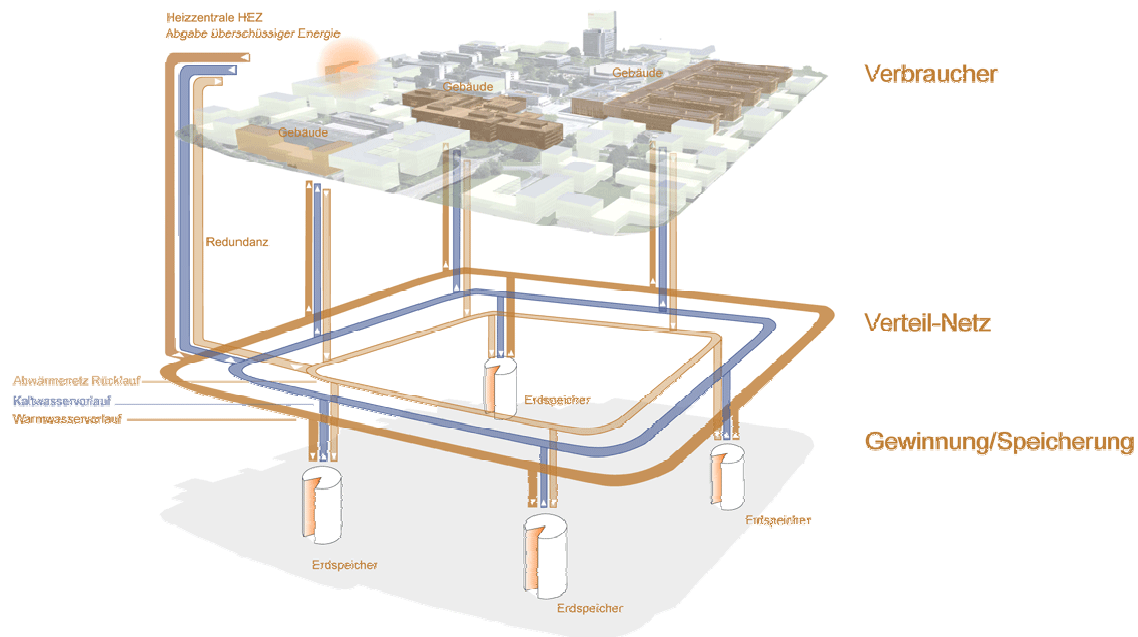 Heizzentrale HEZ
Abgabe überschüssiger Energie
Verbraucher
Gebäude
Gebäude
Gebäude
Redundanz
Verteil-Netz
Abwärmenetz Rücklauf
Kaltwasservorlauf
Warmwasservorlauf
Erdspeicher
Gewinnung/Speicherung
Erdspeicher
Erdspeicher
Erdspeicher